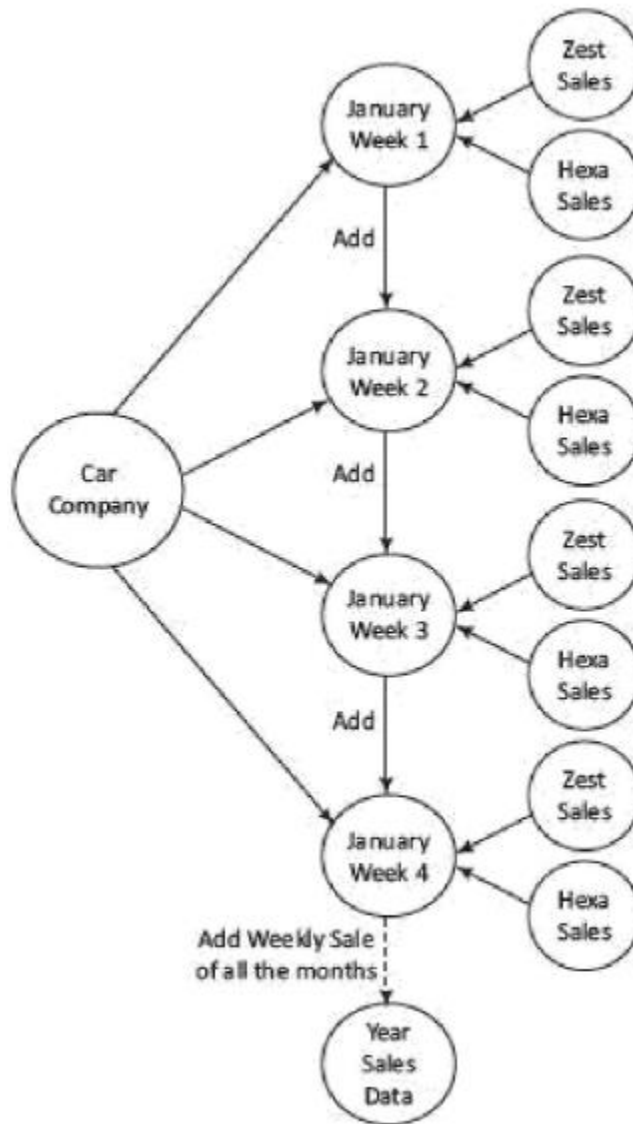 Zest
Sales
January
Week 1
Hexa
Sales
Add
Zest
Sales
January
Week 2
Hexa
Sales
Car
Company
Add
Zest
Sales
January
Week 3
Hexa
Sales
Add
Zest
Sales
January
Week 4
Hexa
Sales
Add Weekly Sale
of all the months
Year
Sales
Data